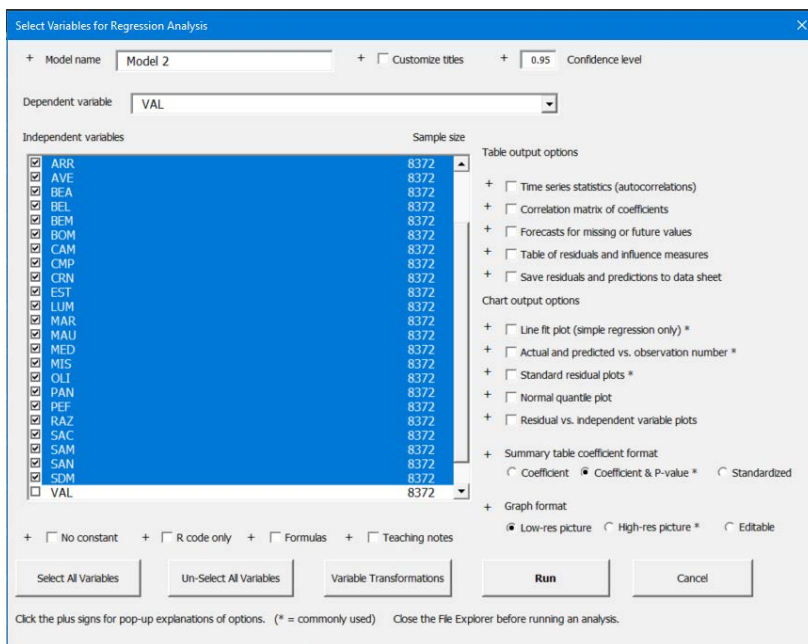 Select Variables for Regression Analysis
+ Model name Model 2 + Customize titles + 0.95 Confidence level
Dependent variable VAL
Independent variables Sample size
ARR 8372
AVE 8372
BEA 8372
BEL 8372
BEM 8372
BOM 8372
CAM 8372
CMP 8372
CRN 8372
EST 8372
LUM 8372
MAR 8372
MAU 8372
MED 8372
MIS 8372
OLI 8372
PAN 8372
PEF 8372
RAZ 8372
SAC 8372
SAM 8372
SAN 8372
SDM 8372
VAL 8372
Table output options
+ Time series statistics (autocorrelations)
+ Correlation matrix of coefficients
+ Forecasts for missing or future values
+ Table of residuals and influence measures
+ Save residuals and predictions to data sheet
Chart output options
+ Line fit plot (simple regression only) *
+ Actual and predicted vs. observation number *
+ Standard residual plots *
+ Normal quantile plot
+ Residual vs. independent variable plots
+ Summary table coefficient format
Coefficient Coefficient & P-value * Standardized
+ Graph format
Low-res picture High-res picture * Editable
+ No constant + R code only + Formulas + Teaching notes
Select All Variables Un-Select All Variables Variable Transformations Run Cancel
Click the plus signs for pop-up explanations of options. (* = commonly used) Close the File Explorer before running an analysis.